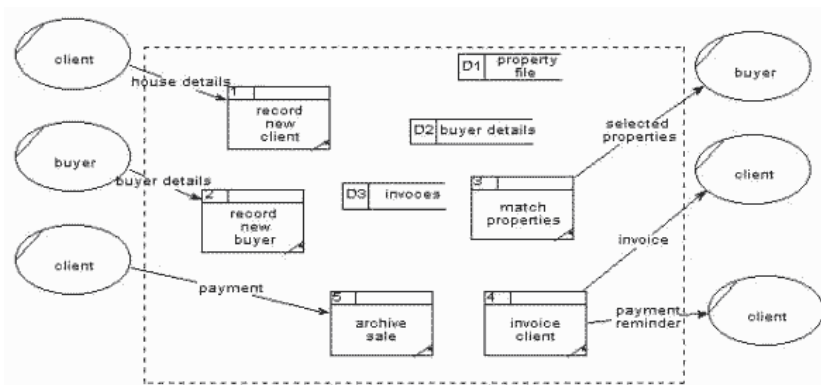 client
house details
1
record
new
client
D1
property
file
buyer
D2
buyer details
selected
properties
buyer
buyer details
2
record
new
buyer
D3
invoces
3
match
properties
client
client
payment
5
archive
sale
4
invoice
client
invoice
payment
reminder
client